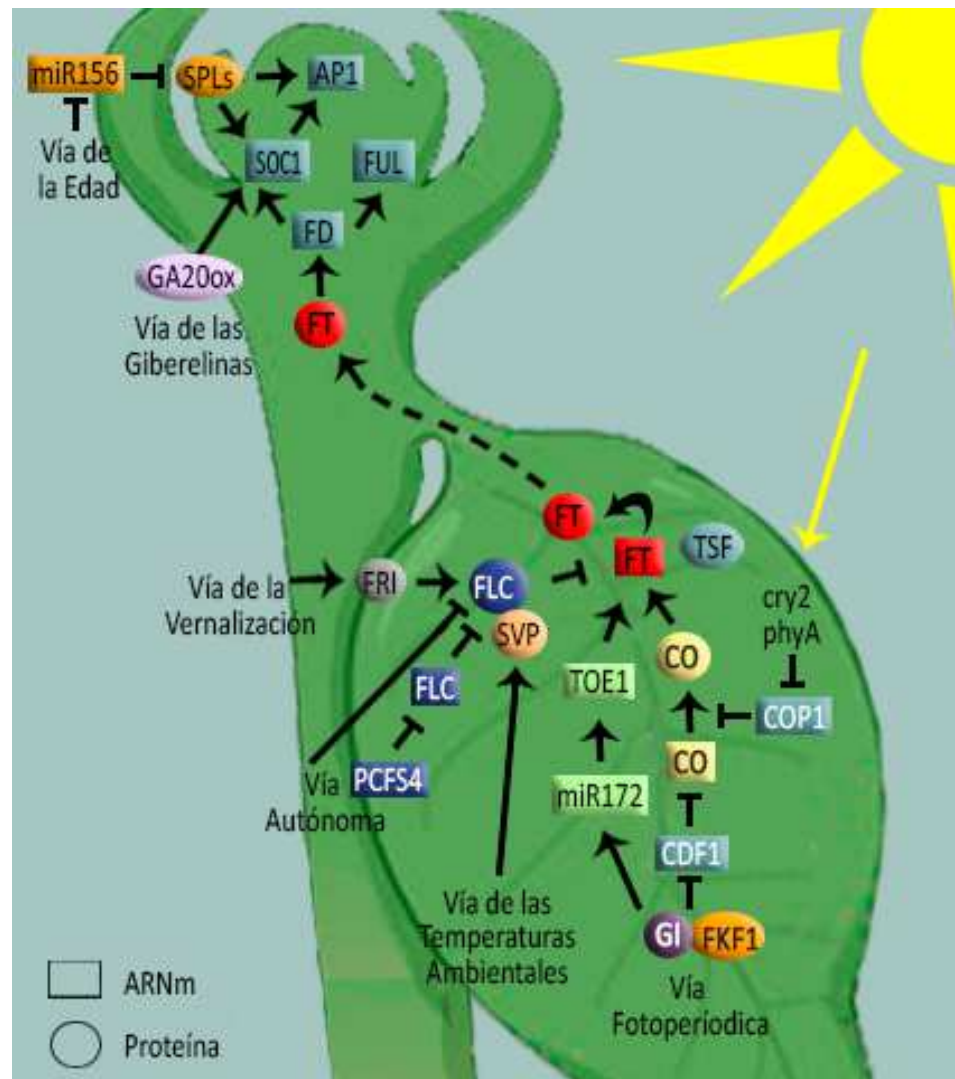 miR156
SPLs
AP1
Vía de
la Edad
SOC1
FUL
FD
GA20ox
Vía de las
Giberelinas
FT
FT
FT
TSF
Vía de la
Vernalización
FRI
FLC
SVP
cry2
phyA
CO
TOE1
FLC
COP1
CO
PCFS4
Vía
Autónoma
miR172
CDF1
Vía de las
Temperaturas
Ambientales
GI
FKF1
Vía
Fotoperíodica
ARNm
Proteína